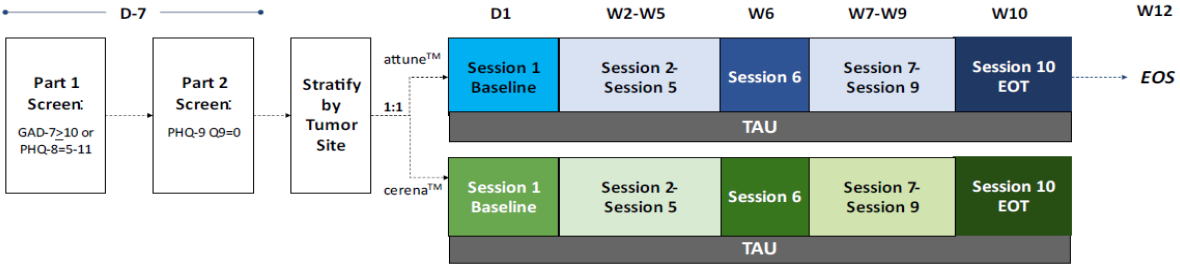 D-7
D1
W2-W5
W6
W7-W9
W10
W12
Part 1
Screen:
GAD-7≥10 or
PHQ-8=5-11
Part 2
Screen:
PHQ-9 Q9=0
Stratify
by
Tumor
Site
1:1
attune™
Session 1
Baseline
Session 2-
Session 5
Session 6
Session 7-
Session 9
Session 10
EOT
EOS
TAU
cerena™
Session 1
Baseline
Session 2-
Session 5
Session 6
Session 7-
Session 9
Session 10
EOT
TAU